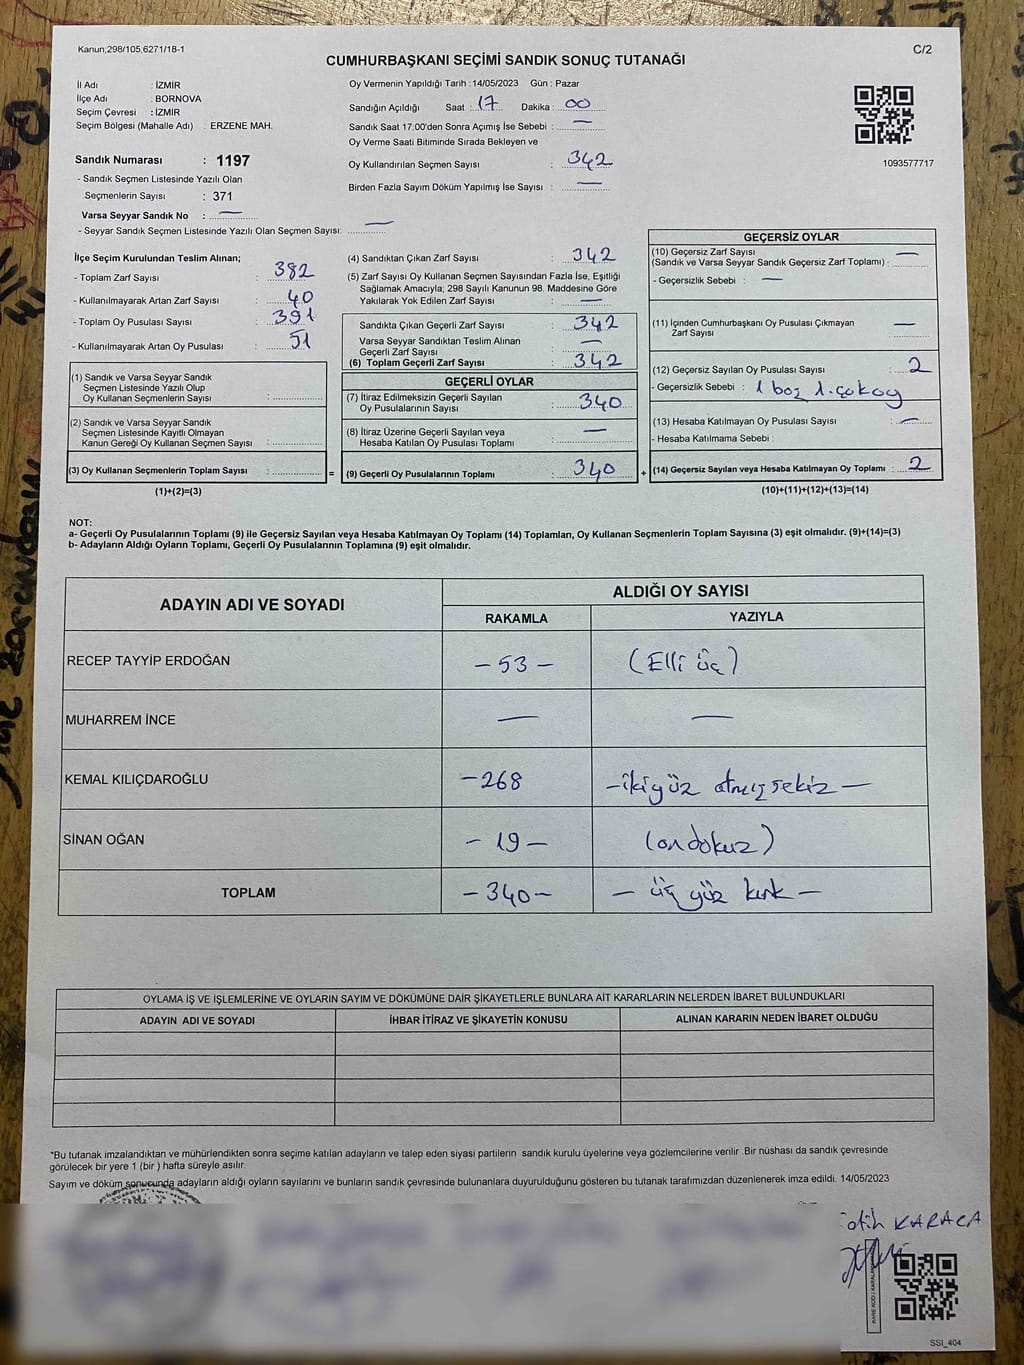 Kanun;298/105,6271/18-1
C/2
CUMHURBAŞKANI SEÇİMİ SANDIK SONUÇ TUTANAĞI
İl Adı : İZMİR
İlçe Adı : BORNOVA
Seçim Çevresi : İZMİR
Seçim Bölgesi (Mahalle Adı) : ERZENE MAH.
Sandık Numarası : 1197
- Sandık Seçmen Listesinde Yazılı Olan
Seçmenlerin Sayısı : 371
Varsa Seyyar Sandık No : —
- Seyyar Sandık Seçmen Listesinde Yazılı Olan Seçmen Sayısı: —
Oy Vermenin Yapıldığı Tarih : 14/05/2023 Gün : Pazar
Sandığın Açıldığı Saat : 17 Dakika : 00
Sandık Saat 17:00'den Sonra Açımış İse Sebebi : —
Oy Verme Saati Bitiminde Sırada Bekleyen ve
Oy Kullandırılan Seçmen Sayısı : 342
Birden Fazla Sayım Döküm Yapılmış İse Sayısı : —
1093577717
İlçe Seçim Kurulundan Teslim Alınan;
- Toplam Zarf Sayısı : 382
- Kullanılmayarak Artan Zarf Sayısı : 40
- Toplam Oy Pusulası Sayısı : 391
- Kullanılmayarak Artan Oy Pusulası : 51
(1) Sandık ve Varsa Seyyar Sandık
Seçmen Listesinde Yazılı Olup
Oy Kullanan Seçmenlerin Sayısı :
(2) Sandık ve Varsa Seyyar Sandık
Seçmen Listesinde Kayıtlı Olmayan
Kanun Gereği Oy Kullanan Seçmen Sayısı :
(3) Oy Kullanan Seçmenlerin Toplam Sayısı : =
(1)+(2)=(3)
(4) Sandıktan Çıkan Zarf Sayısı : 342
(5) Zarf Sayısı Oy Kullanan Seçmen Sayısından Fazla İse, Eşitliği
Sağlamak Amacıyla; 298 Sayılı Kanunun 98. Maddesine Göre
Yakılarak Yok Edilen Zarf Sayısı : —
Sandıkta Çıkan Geçerli Zarf Sayısı : 342
Varsa Seyyar Sandıktan Teslim Alınan
Geçerli Zarf Sayısı : —
(6) Toplam Geçerli Zarf Sayısı : 342
GEÇERLİ OYLAR
(7) İtiraz Edilmeksizin Geçerli Sayılan
Oy Pusulalarının Sayısı : 340
(8) İtiraz Üzerine Geçerli Sayılan veya
Hesaba Katılan Oy Pusulası Toplamı : —
(9) Geçerli Oy Pusulalarının Toplamı : 340 +
GEÇERSİZ OYLAR
(10) Geçersiz Zarf Sayısı
(Sandık ve Varsa Seyyar Sandık Geçersiz Zarf Toplamı) : —
- Geçersizlik Sebebi : —
(11) İçinden Cumhurbaşkanı Oy Pusulası Çıkmayan
Zarf Sayısı : —
(12) Geçersiz Sayılan Oy Pusulası Sayısı : 2
- Geçersizlik Sebebi : 1 boş 1.çok oy
(13) Hesaba Katılmayan Oy Pusulası Sayısı : —
- Hesaba Katılmama Sebebi :
(14) Geçersiz Sayılan veya Hesaba Katılmayan Oy Toplamı : 2
(10)+(11)+(12)+(13)=(14)
NOT:
a- Geçerli Oy Pusulalarının Toplamı (9) ile Geçersiz Sayılan veya Hesaba Katılmayan Oy Toplamı (14) Toplamları, Oy Kullanan Seçmenlerin Toplam Sayısına (3) eşit olmalıdır. (9)+(14)=(3)
b- Adayların Aldığı Oyların Toplamı, Geçerli Oy Pusulalarının Toplamına (9) eşit olmalıdır.
ADAYIN ADI VE SOYADI
ALDIĞI OY SAYISI
RAKAMLA YAZIYLA
RECEP TAYYİP ERDOĞAN - 53 - (Elli üç)
MUHARREM İNCE — —
KEMAL KILIÇDAROĞLU - 268 - ikiyüz atmışsekiz -
SİNAN OĞAN - 19 - (on dokuz)
TOPLAM - 340 - - üç yüz kırk -
OYLAMA İŞ VE İŞLEMLERİNE VE OYLARIN SAYIM VE DÖKÜMÜNE DAİR ŞİKAYETLERLE BUNLARA AİT KARARLARIN NELERDEN İBARET BULUNDUKLARI
ADAYIN ADI VE SOYADI İHBAR İTİRAZ VE ŞİKAYETİN KONUSU ALINAN KARARIN NEDEN İBARET OLDUĞU
*Bu tutanak imzalandıktan ve mühürlendikten sonra seçime katılan adayların ve talep eden siyasi partilerin sandık kurulu üyelerine veya gözlemcilerine verilir .Bir nüshası da sandık çevresinde
görülecek bir yere 1 (bir ) hafta süreyle asılır.
Sayım ve döküm sonucunda adayların aldığı oyların sayılarını ve bunların sandık çevresinde bulunanlara duyurulduğunu gösteren bu tutanak tarafımızdan düzenlenerek imza edildi. 14/05/2023
KARACA
SSI_404